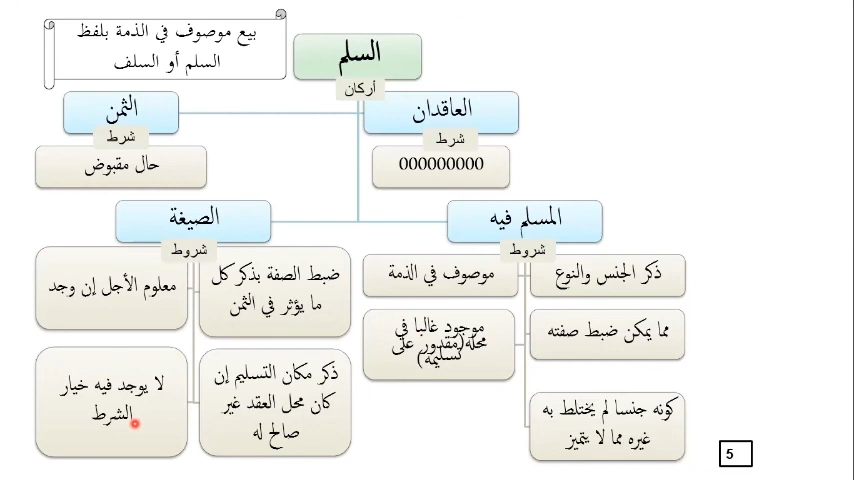 بيع موصوف في الذمة بلفظ
السلم أو السلف
السلم
أركان
العاقدان
شرط
000000000
الثمن
شرط
حال مقبوض
المسلم فيه
شروط
ذكر الجنس والنوع
موصوف في الذمة
مما يمكن ضبط صفته
موجود غالبا في
محله(مقدور على
تسليمه)
كونه جنسا لم يختلط به
غيره مما لا يتميز
الصيغة
شروط
ضبط الصفة بذكر كل
ما يؤثر في الثمن
معلوم الأجل إن وجد
ذكر مكان التسليم إن
كان محل العقد غير
صالح له
لا يوجد فيه خيار
الشرط
5